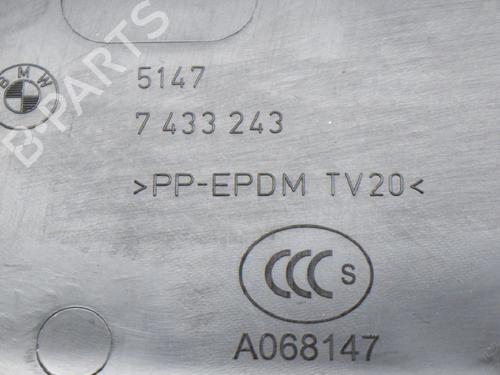 BMW
5147
7 433 243
>PP-EPDM TV20<
CCC S
A068147
B-PARTS